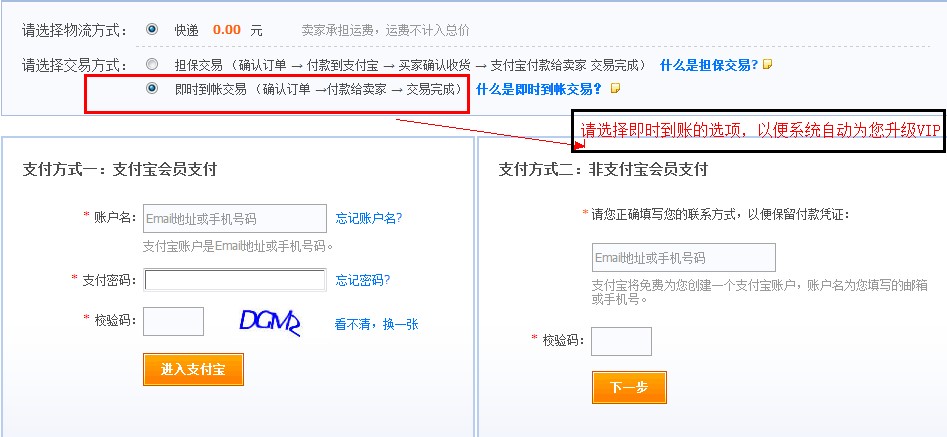 请选择物流方式： 快递 0.00 元 卖家承担运费，运费不计入总价
请选择交易方式： 担保交易 （确认订单 → 付款到支付宝 → 买家确认收货 → 支付宝付款给卖家 交易完成） 什么是担保交易?
即时到帐交易 （确认订单 →付款给卖家 → 交易完成） 什么是即时到帐交易？
请选择即时到账的选项，以便系统自动为您升级VIP
支付方式一：支付宝会员支付
* 账户名： Email地址或手机号码 忘记账户名?
支付宝账户是Email地址或手机号码。
* 支付密码： 忘记密码?
* 校验码： DGM2 看不清，换一张
进入支付宝
支付方式二：非支付宝会员支付
* 请您正确填写您的联系方式，以便保留付款凭证：
Email地址或手机号码
支付宝将免费为您创建一个支付宝账户，账户名为您填写的邮箱
或手机号。
* 校验码：
下一步